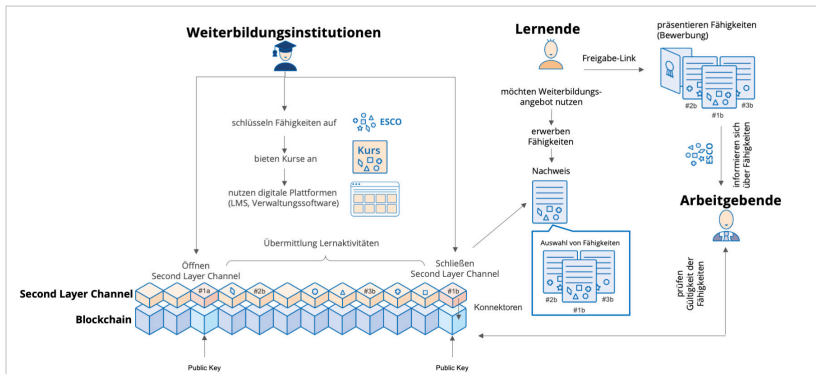 Weiterbildungsinstitutionen
schlüsseln Fähigkeiten auf
ESCO
bieten Kurse an
Kurs
nutzen digitale Plattformen
(LMS, Verwaltungssoftware)
Übermittlung Lernaktivitäten
Öffnen
Second Layer Channel
Schließen
Second Layer Channel
Second Layer Channel
#1a
#2b
#3b
#1b
Blockchain
Konnektoren
Public Key
Public Key
Lernende
Freigabe-Link
möchten Weiterbildungs-
angebot nutzen
erwerben
Fähigkeiten
Nachweis
Auswahl von Fähigkeiten
#2b
#3b
#1b
präsentieren Fähigkeiten
(Bewerbung)
#2b
#3b
#1b
ESCO
informieren sich
über Fähigkeiten
Arbeitgebende
prüfen
Gültigkeit der
Fähigkeiten